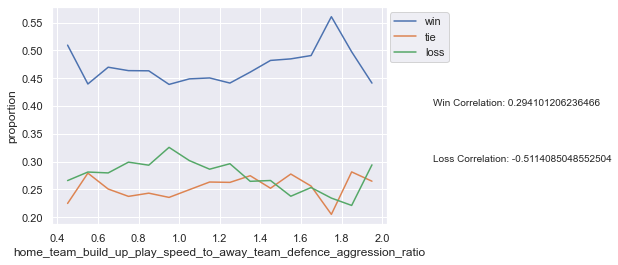 0.55
0.50
0.45
0.40
0.35
0.30
0.25
0.20
proportion
0.4 0.6 0.8 1.0 1.2 1.4 1.6 1.8 2.0
home_team_build_up_play_speed_to_away_team_defence_aggression_ratio
win
tie
loss
Win Correlation: 0.294101206236466
Loss Correlation: -0.5114085048552504